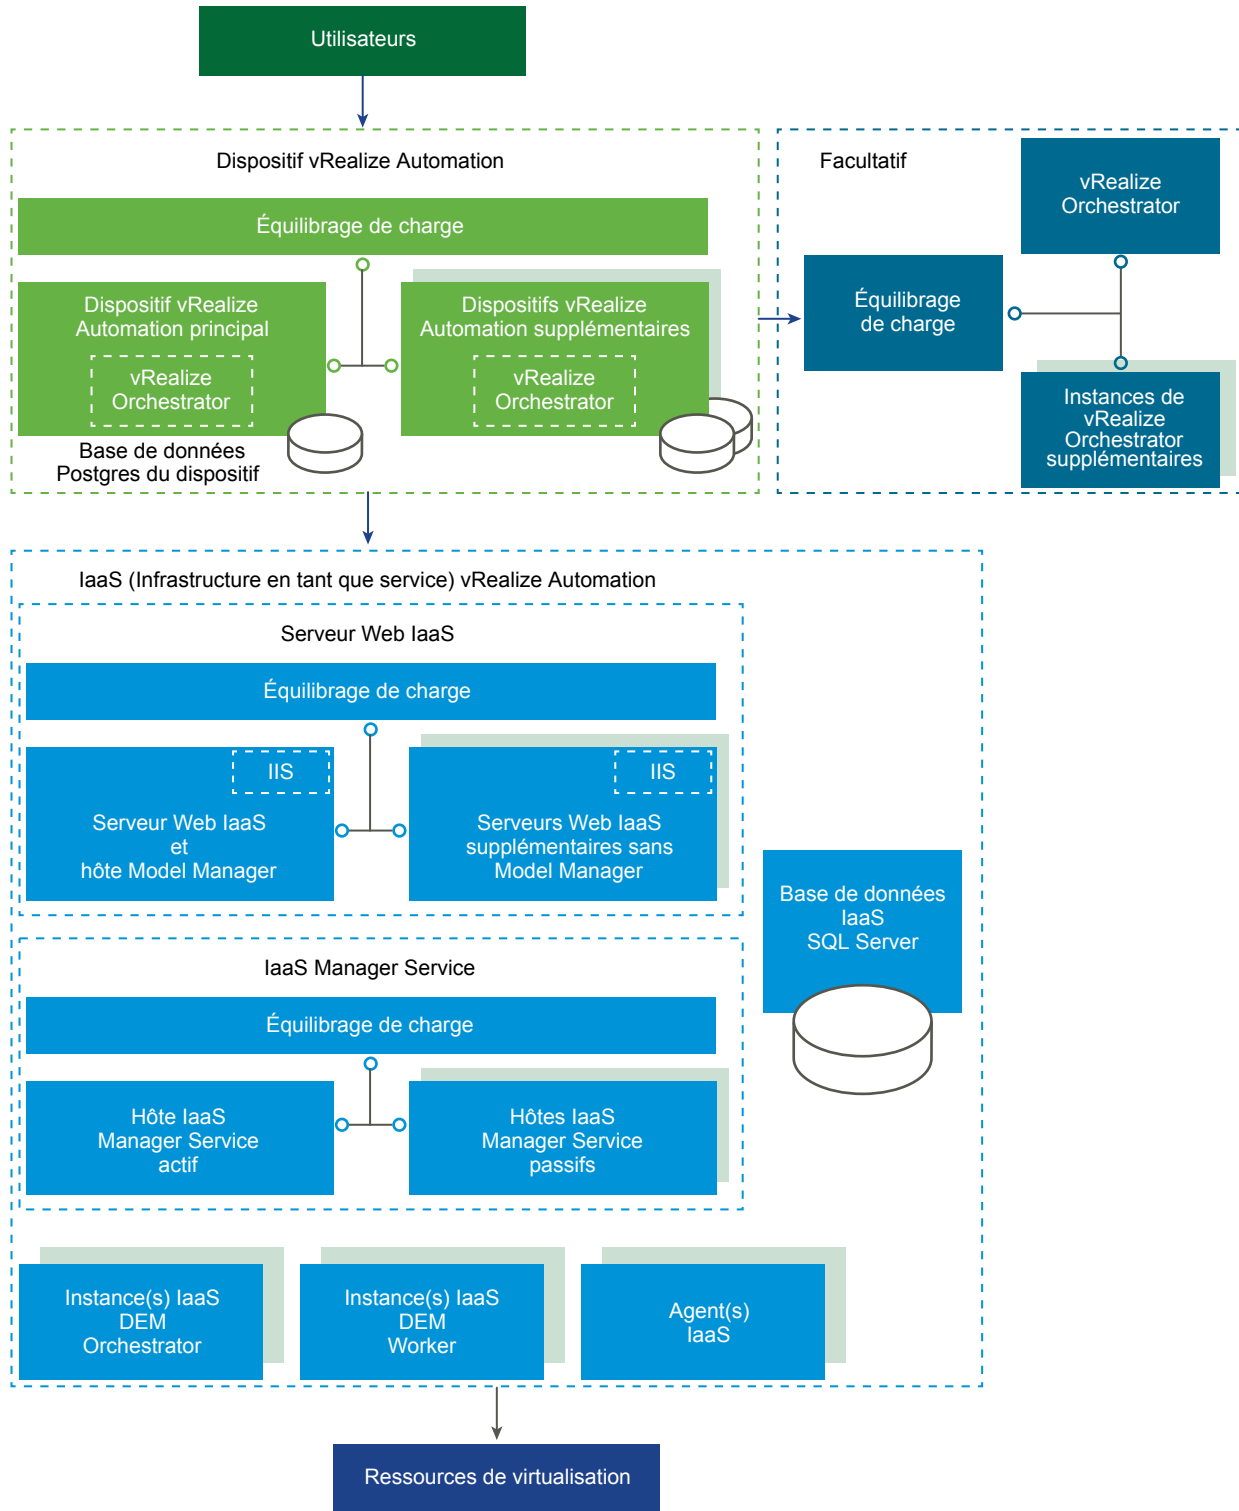 Utilisateurs
Dispositif vRealize Automation
Équilibrage de charge
Dispositif vRealize
Automation principal
vRealize
Orchestrator
Dispositifs vRealize
Automation supplémentaires
vRealize
Orchestrator
Base de données
Postgres du dispositif
Facultatif
vRealize
Orchestrator
Équilibrage
de charge
Instances de
vRealize
Orchestrator
supplémentaires
IaaS (Infrastructure en tant que service) vRealize Automation
Serveur Web IaaS
Équilibrage de charge
IIS
Serveur Web IaaS
et
hôte Model Manager
IIS
Serveurs Web IaaS
supplémentaires sans
Model Manager
Base de données
IaaS
SQL Server
IaaS Manager Service
Équilibrage de charge
Hôte IaaS
Manager Service
actif
Hôtes IaaS
Manager Service
passifs
Instance(s) IaaS
DEM
Orchestrator
Instance(s) IaaS
DEM
Worker
Agent(s)
IaaS
Ressources de virtualisation